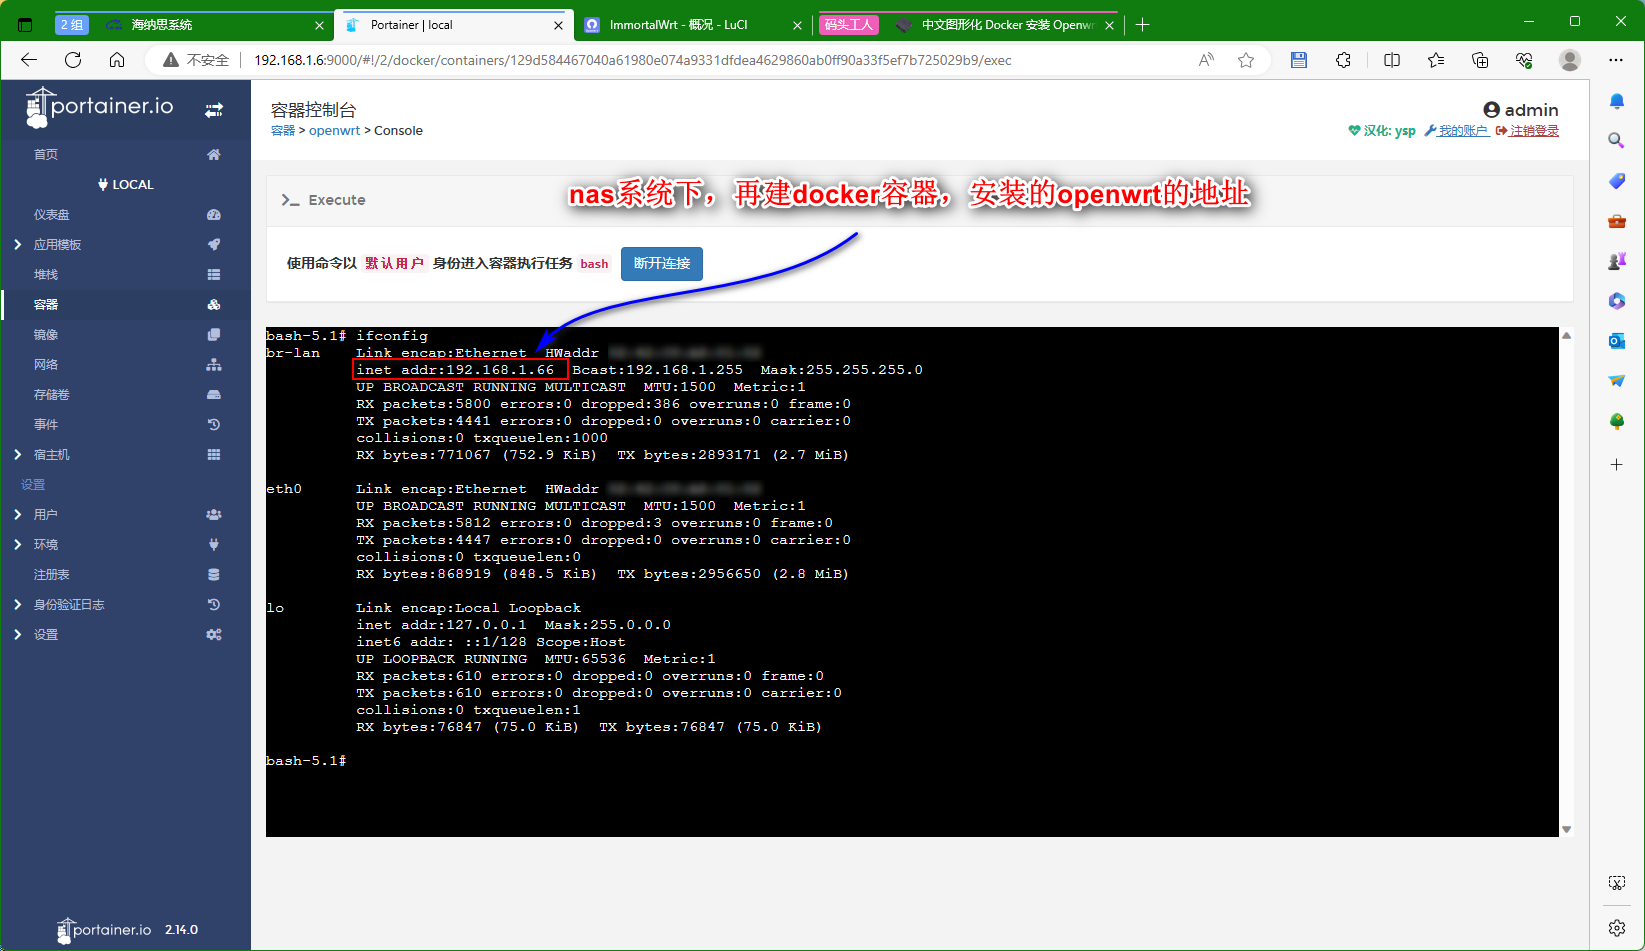 2 组
海纳思系统
Portainer | local
ImmortalWrt - 概况 - LuCI
码头工人
中文图形化 Docker 安装 Openwr
不安全
192.168.1.6:9000/#!/2/docker/containers/129d584467040a61980e074a9331dfdea4629860ab0ff90a33f5ef7b725029b9/exec
portainer.io
首页
LOCAL
仪表盘
应用模板
堆栈
容器
镜像
网络
存储卷
事件
宿主机
设置
用户
环境
注册表
身份验证日志
设置
portainer.io 2.14.0
容器控制台
容器 > openwrt > Console
admin
汉化: ysp 我的账户 注销登录
>_ Execute
nas系统下，再建docker容器，安装的openwrt的地址
使用命令以 默认用户 身份进入容器执行任务 bash 断开连接
bash-5.1# ifconfig
br-lan Link encap:Ethernet HWaddr
inet addr:192.168.1.66 Bcast:192.168.1.255 Mask:255.255.255.0
UP BROADCAST RUNNING MULTICAST MTU:1500 Metric:1
RX packets:5800 errors:0 dropped:386 overruns:0 frame:0
TX packets:4441 errors:0 dropped:0 overruns:0 carrier:0
collisions:0 txqueuelen:1000
RX bytes:771067 (752.9 KiB) TX bytes:2893171 (2.7 MiB)
eth0 Link encap:Ethernet HWaddr
UP BROADCAST RUNNING MULTICAST MTU:1500 Metric:1
RX packets:5812 errors:0 dropped:3 overruns:0 frame:0
TX packets:4447 errors:0 dropped:0 overruns:0 carrier:0
collisions:0 txqueuelen:0
RX bytes:868919 (848.5 KiB) TX bytes:2956650 (2.8 MiB)
lo Link encap:Local Loopback
inet addr:127.0.0.1 Mask:255.0.0.0
inet6 addr: ::1/128 Scope:Host
UP LOOPBACK RUNNING MTU:65536 Metric:1
RX packets:610 errors:0 dropped:0 overruns:0 frame:0
TX packets:610 errors:0 dropped:0 overruns:0 carrier:0
collisions:0 txqueuelen:1
RX bytes:76847 (75.0 KiB) TX bytes:76847 (75.0 KiB)
bash-5.1#